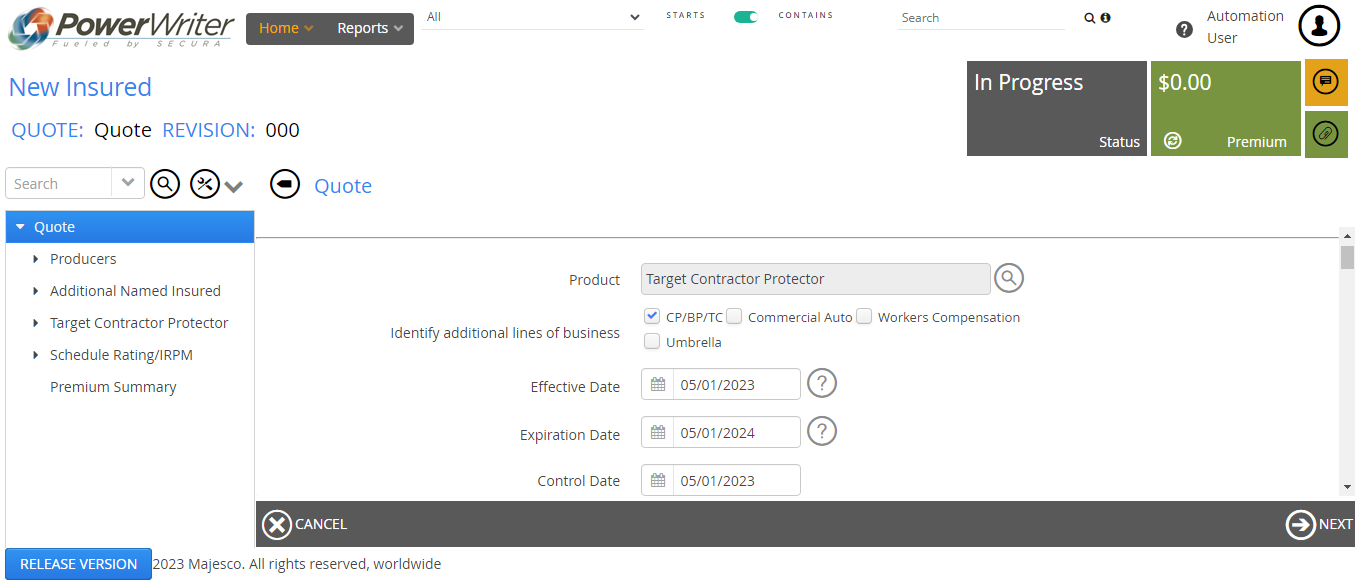 PowerWriter
Fueled by SECURA
Home Reports
All
STARTS CONTAINS
Search
Automation
User
New Insured
QUOTE: Quote REVISION: 000
In Progress
Status
$0.00
Premium
Search
Quote
Quote
Producers
Additional Named Insured
Target Contractor Protector
Schedule Rating/IRPM
Premium Summary
Product Target Contractor Protector
Identify additional lines of business
CP/BP/TC Commercial Auto Workers Compensation
Umbrella
Effective Date 05/01/2023 ?
Expiration Date 05/01/2024 ?
Control Date 05/01/2023
CANCEL
NEXT
RELEASE VERSION 2023 Majesco. All rights reserved, worldwide